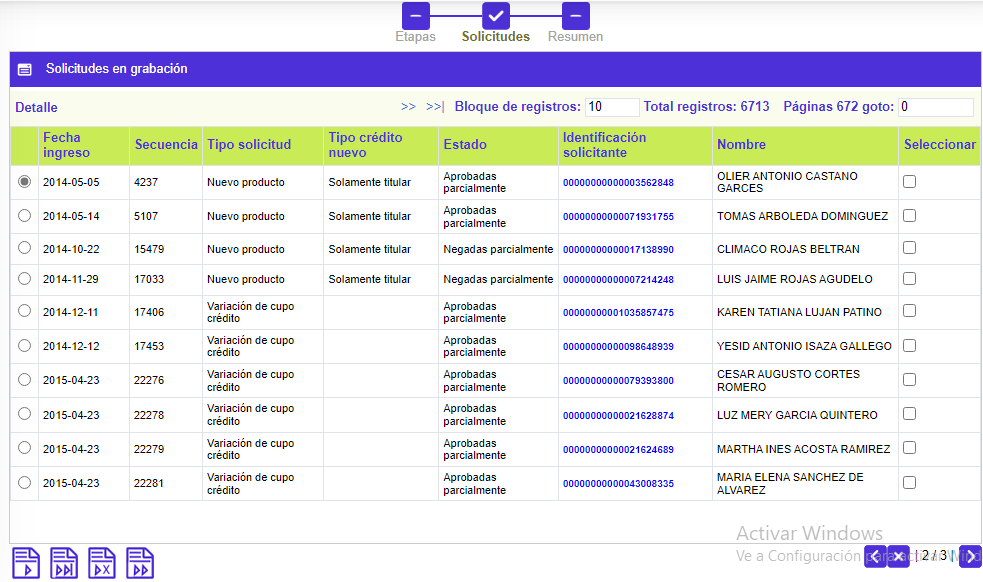 Etapas Solicitudes Resumen
Solicitudes en grabación
Detalle >> >>| Bloque de registros: 10 Total registros: 6713 Páginas 672 goto: 0
Fecha ingreso Secuencia Tipo solicitud Tipo crédito nuevo Estado Identificación solicitante Nombre Seleccionar
2014-05-05 4237 Nuevo producto Solamente titular Aprobadas parcialmente 00000000000003562848 OLIER ANTONIO CASTANO GARCES
2014-05-14 5107 Nuevo producto Solamente titular Aprobadas parcialmente 00000000000071931755 TOMAS ARBOLEDA DOMINGUEZ
2014-10-22 15479 Nuevo producto Solamente titular Negadas parcialmente 00000000000017138990 CLIMACO ROJAS BELTRAN
2014-11-29 17033 Nuevo producto Solamente titular Negadas parcialmente 00000000000007214248 LUIS JAIME ROJAS AGUDELO
2014-12-11 17406 Variación de cupo crédito Aprobadas parcialmente 00000000001035857475 KAREN TATIANA LUJAN PATINO
2014-12-12 17453 Variación de cupo crédito Aprobadas parcialmente 00000000000098648939 YESID ANTONIO ISAZA GALLEGO
2015-04-23 22276 Variación de cupo crédito Aprobadas parcialmente 00000000000079393800 CESAR AUGUSTO CORTES ROMERO
2015-04-23 22278 Variación de cupo crédito Aprobadas parcialmente 00000000000021628874 LUZ MERY GARCIA QUINTERO
2015-04-23 22279 Variación de cupo crédito Aprobadas parcialmente 00000000000021624689 MARTHA INES ACOSTA RAMIREZ
2015-04-23 22281 Variación de cupo crédito Aprobadas parcialmente 00000000000043008335 MARIA ELENA SANCHEZ DE ALVAREZ
Activar Windows
Ve a Configuración para activar Wind
| 2 / 3 |